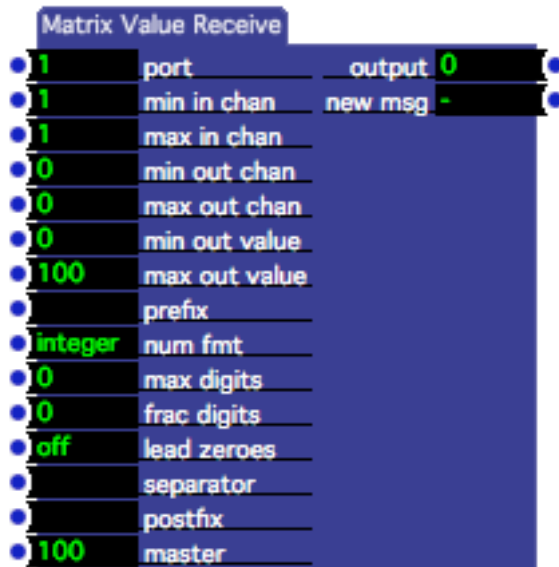 Matrix Value Receive
1 port output 0
1 min in chan new msg -
1 max in chan
0 min out chan
0 max out chan
0 min out value
100 max out value
prefix
integer num fmt
0 max digits
0 frac digits
off lead zeroes
separator
postfix
100 master